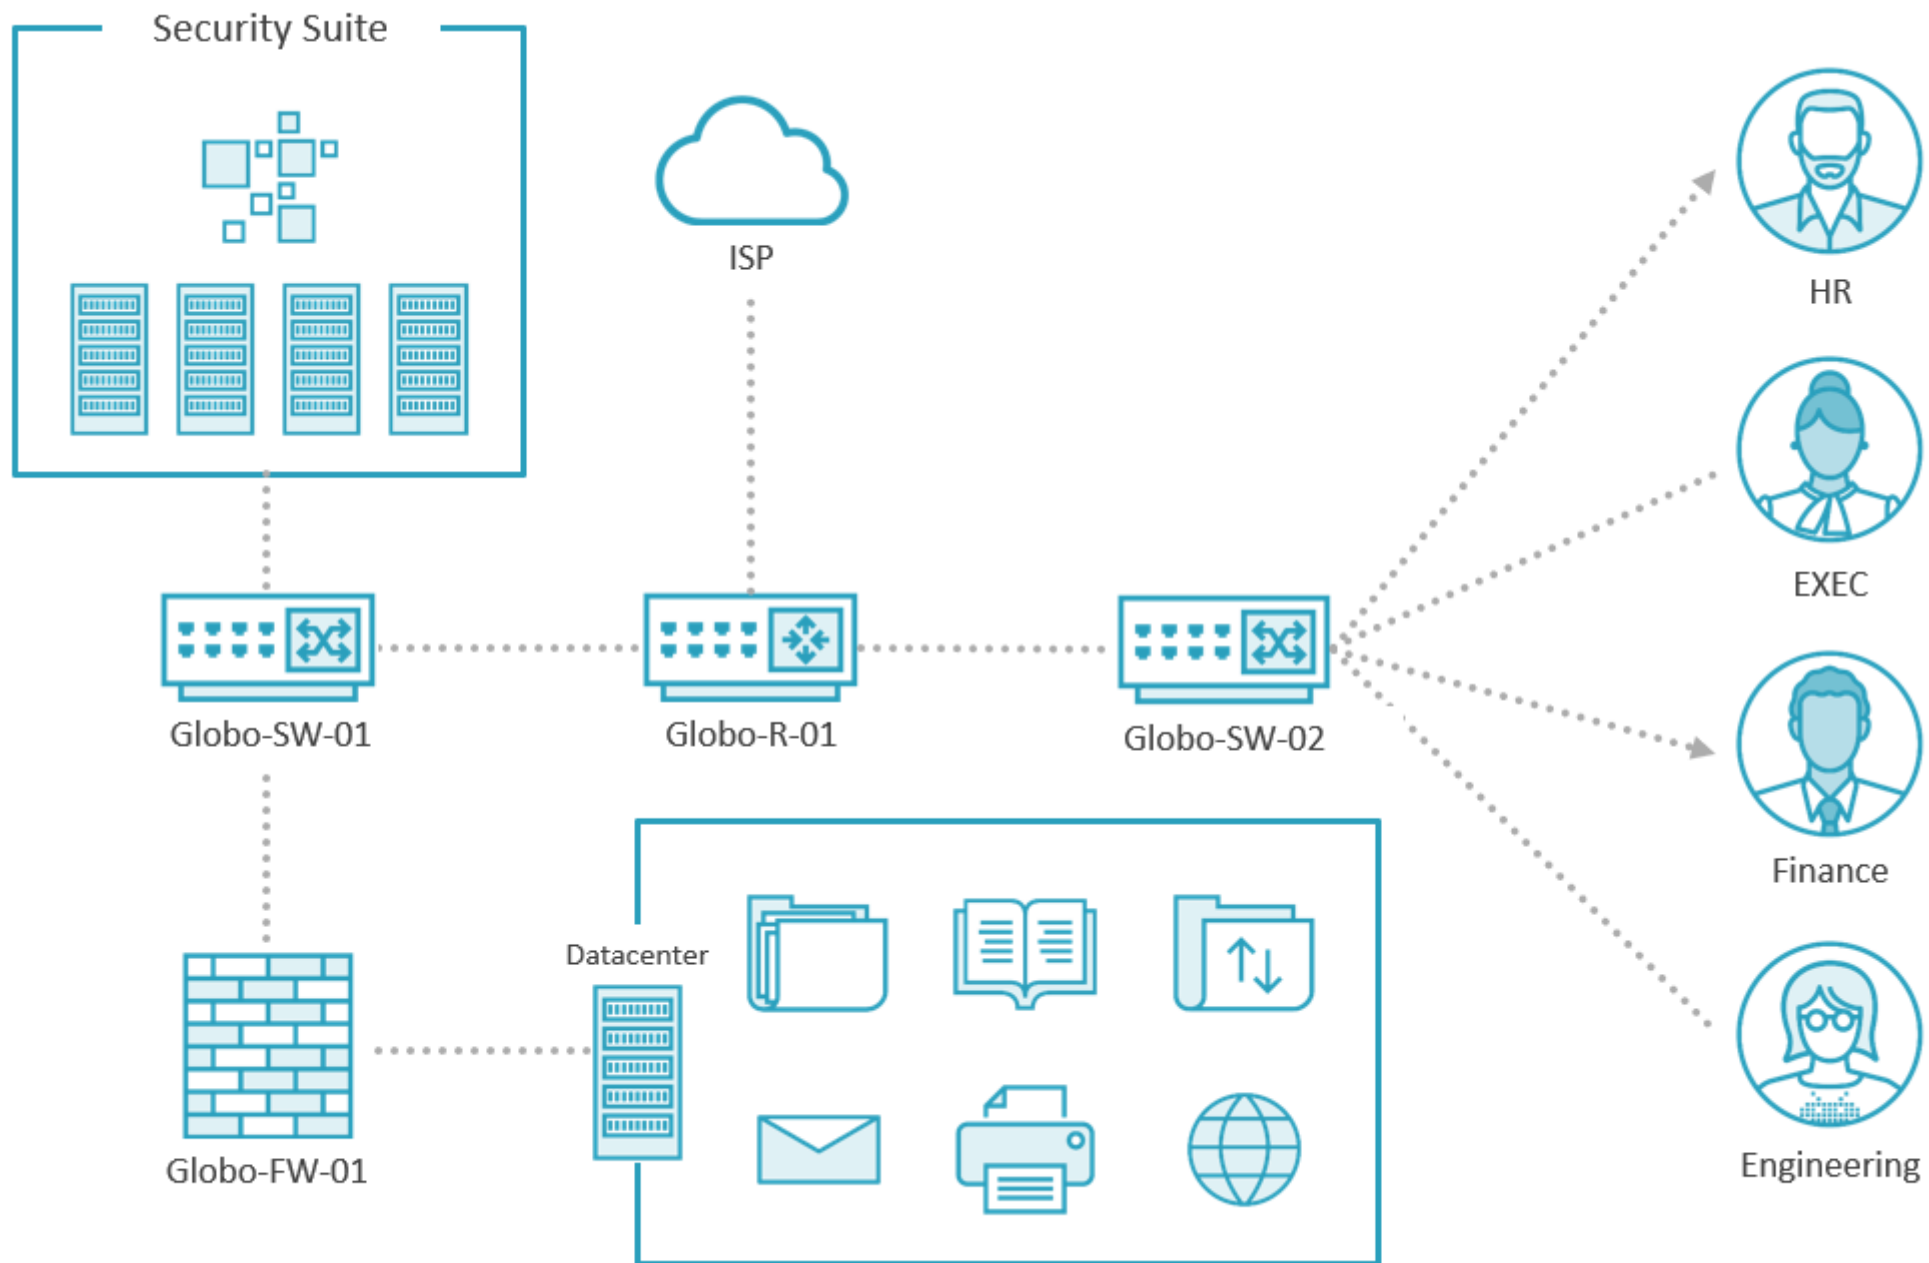 Security Suite
ISP
HR
EXEC
Globo-SW-01
Globo-R-01
Globo-SW-02
Finance
Datacenter
Globo-FW-01
Engineering